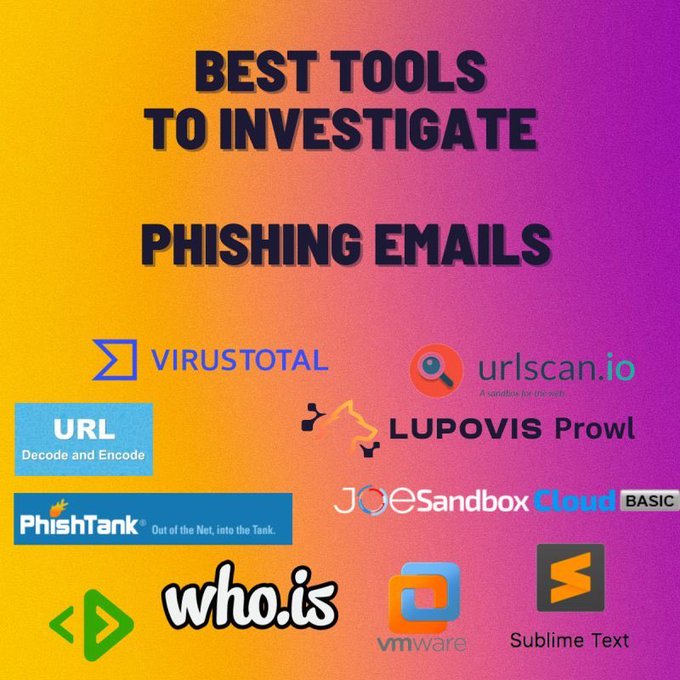 BEST TOOLS
TO INVESTIGATE
PHISHING EMAILS
VIRUSTOTAL
urlscan.io
A sandbox for the web
URL
Decode and Encode
LUPOVIS Prowl
PhishTank® Out of the Net, into the Tank.
JOeSandbox Cloud BASIC
who.is
vmware
Sublime Text